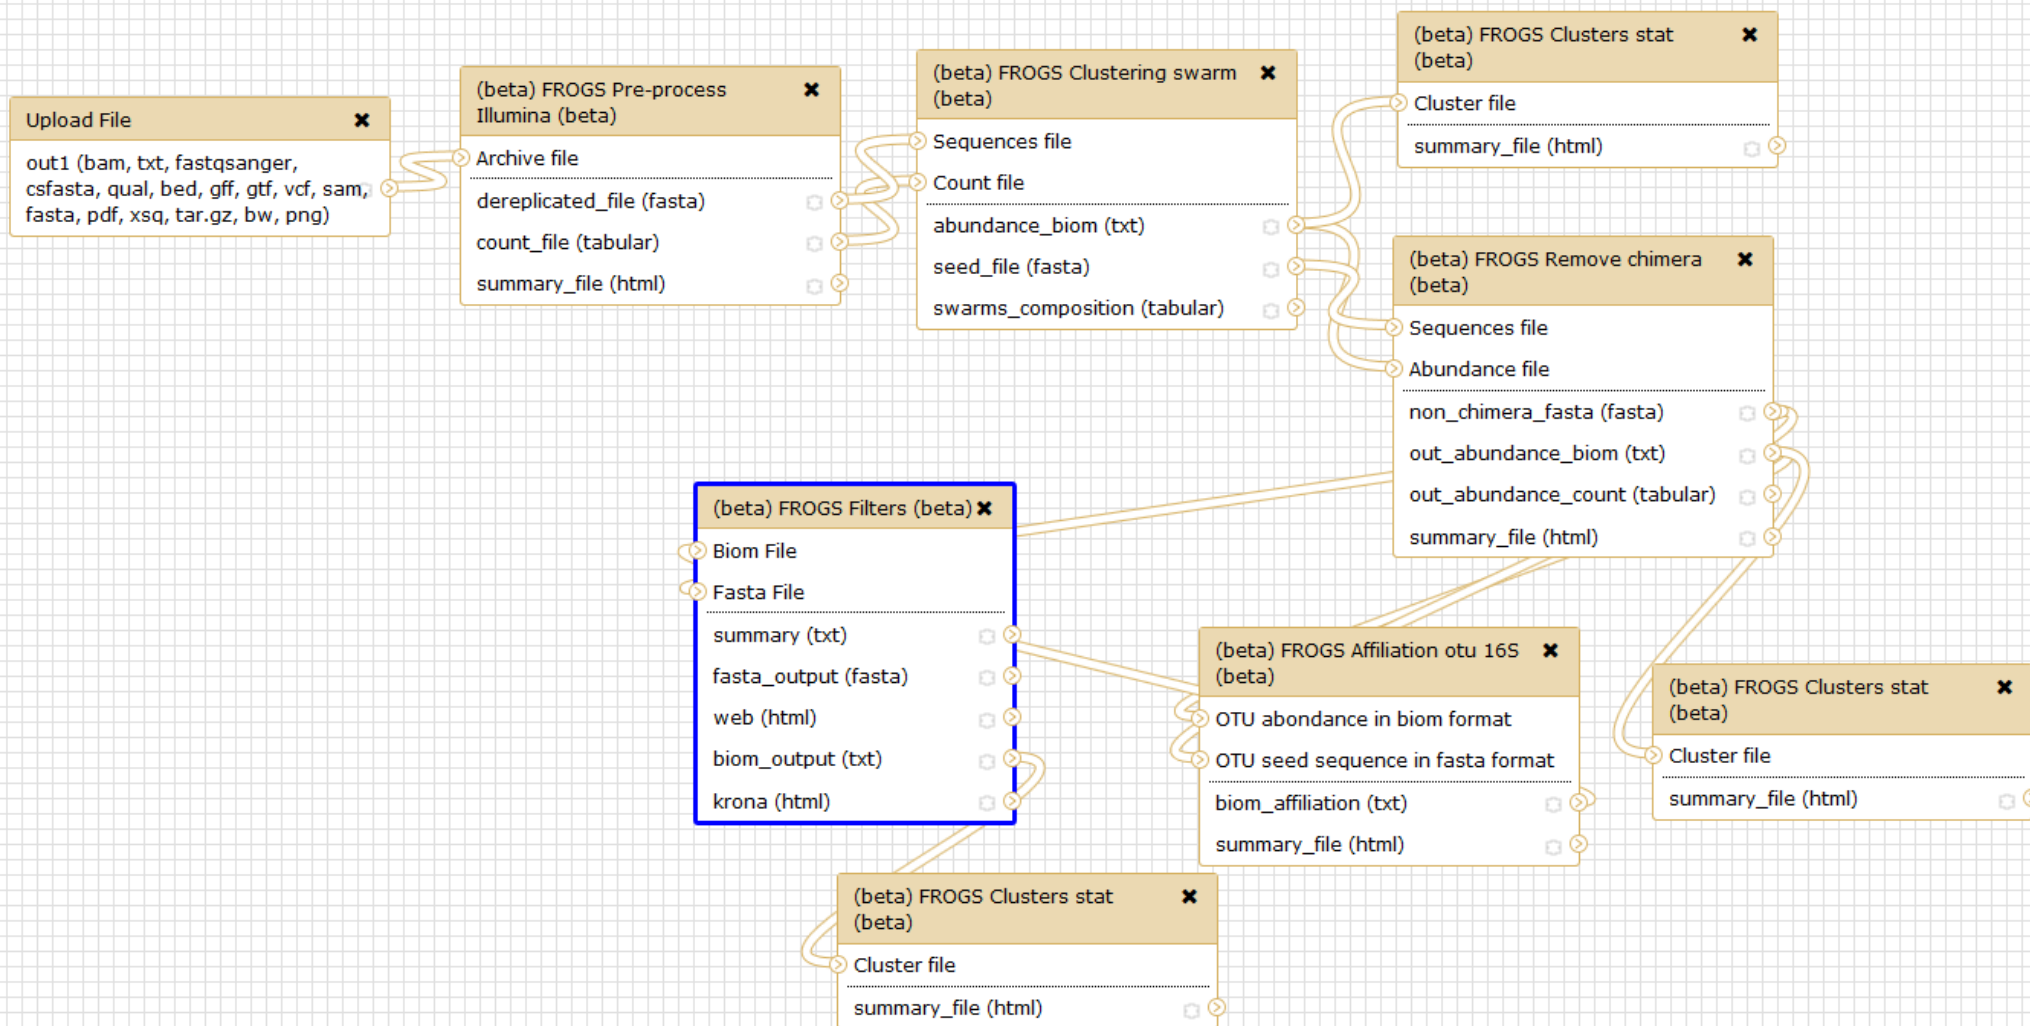 Upload File
out1 (bam, txt, fastqsanger,
csfasta, qual, bed, gff, gtf, vcf, sam,
fasta, pdf, xsq, tar.gz, bw, png)
(beta) FROGS Pre-process
Illumina (beta)
Archive file
dereplicated_file (fasta)
count_file (tabular)
summary_file (html)
(beta) FROGS Clustering swarm
(beta)
Sequences file
Count file
abundance_biom (txt)
seed_file (fasta)
swarms_composition (tabular)
(beta) FROGS Clusters stat
(beta)
Cluster file
summary_file (html)
(beta) FROGS Remove chimera
(beta)
Sequences file
Abundance file
non_chimera_fasta (fasta)
out_abundance_biom (txt)
out_abundance_count (tabular)
summary_file (html)
(beta) FROGS Filters (beta)
Biom File
Fasta File
summary (txt)
fasta_output (fasta)
web (html)
biom_output (txt)
krona (html)
(beta) FROGS Affiliation otu 16S
(beta)
OTU abondance in biom format
OTU seed sequence in fasta format
biom_affiliation (txt)
summary_file (html)
(beta) FROGS Clusters stat
(beta)
Cluster file
summary_file (html)
(beta) FROGS Clusters stat
(beta)
Cluster file
summary_file (html)